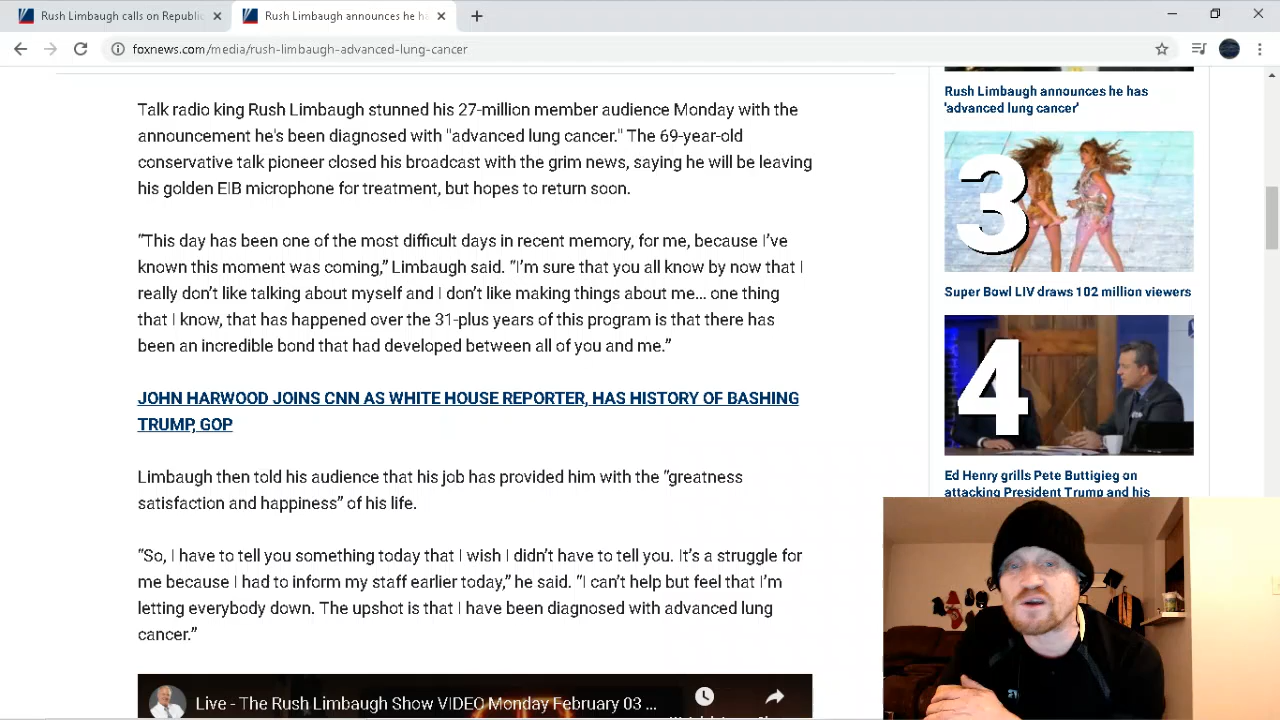 Rush Limbaugh calls on Republic
Rush Limbaugh announces he ha
foxnews.com/media/rush-limbaugh-advanced-lung-cancer
Talk radio king Rush Limbaugh stunned his 27-million member audience Monday with the
announcement he's been diagnosed with "advanced lung cancer." The 69-year-old
conservative talk pioneer closed his broadcast with the grim news, saying he will be leaving
his golden EIB microphone for treatment, but hopes to return soon.
“This day has been one of the most difficult days in recent memory, for me, because I’ve
known this moment was coming,” Limbaugh said. “I’m sure that you all know by now that I
really don’t like talking about myself and I don’t like making things about me... one thing
that I know, that has happened over the 31-plus years of this program is that there has
been an incredible bond that had developed between all of you and me.”
JOHN HARWOOD JOINS CNN AS WHITE HOUSE REPORTER, HAS HISTORY OF BASHING
TRUMP, GOP
Limbaugh then told his audience that his job has provided him with the “greatness
satisfaction and happiness” of his life.
“So, I have to tell you something today that I wish I didn’t have to tell you. It’s a struggle for
me because I had to inform my staff earlier today,” he said. “I can’t help but feel that I’m
letting everybody down. The upshot is that I have been diagnosed with advanced lung
cancer.”
Live - The Rush Limbaugh Show VIDEO Monday February 03 ...
Rush Limbaugh announces he has
'advanced lung cancer'
3
Super Bowl LIV draws 102 million viewers
4
Ed Henry grills Pete Buttigieg on
attacking President Trump and his